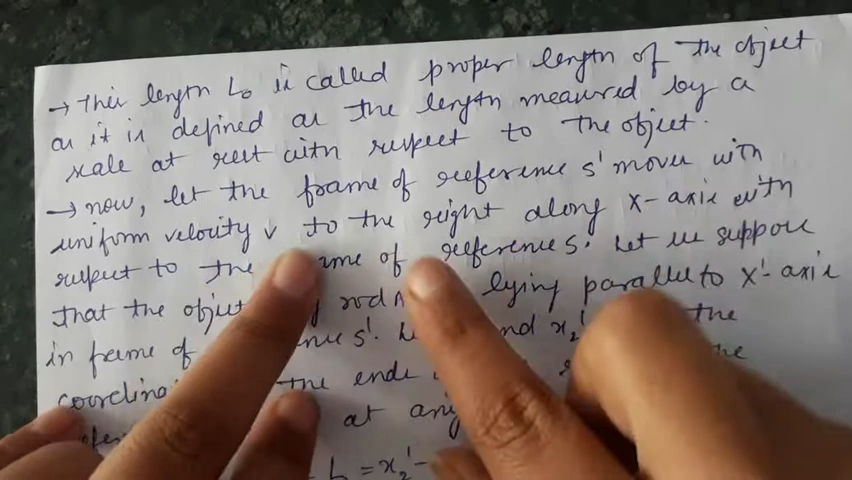 → This length L₀ is called proper length of the object
as it is defined as the length measured by a
scale at rest with respect to the object.
→ now, let the frame of reference s' moves with
uniform velocity v to the right along x-axis with
respect to the of reference s. Let us suppose
that the object rod lying parallel to x'-axis
in frame of s'. and x₂' the
the ends
at any
L = x₂' -